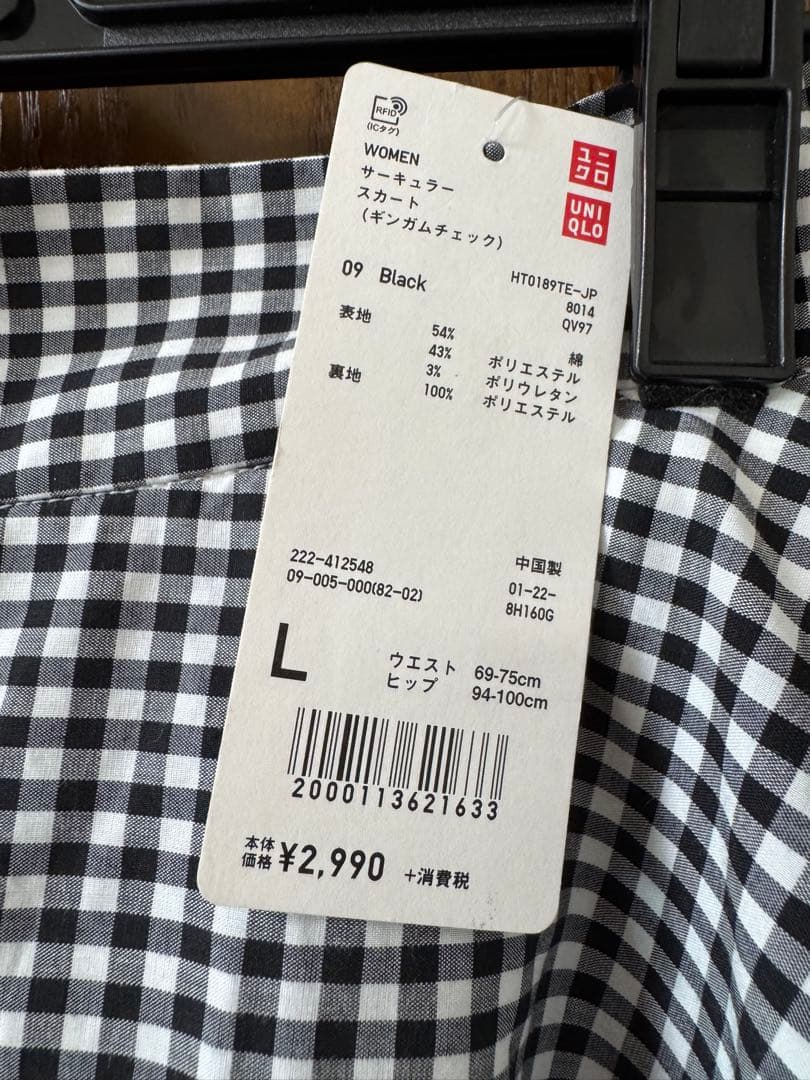 RFID
(ICタグ)
WOMEN
サーキュラー
スカート
(ギンガムチェック)
ユニ
クロ
UNI
QLO
09 Black
HT0189TE-JP
8014
QV97
表地 54% 綿
43% ポリエステル
3% ポリウレタン
裏地 100% ポリエステル
222-412548
09-005-000(82-02)
中国製
01-22-
8H160G
L
ウエスト 69-75cm
ヒップ 94-100cm
2000113621633
本体
価格 ¥2,990 +消費税